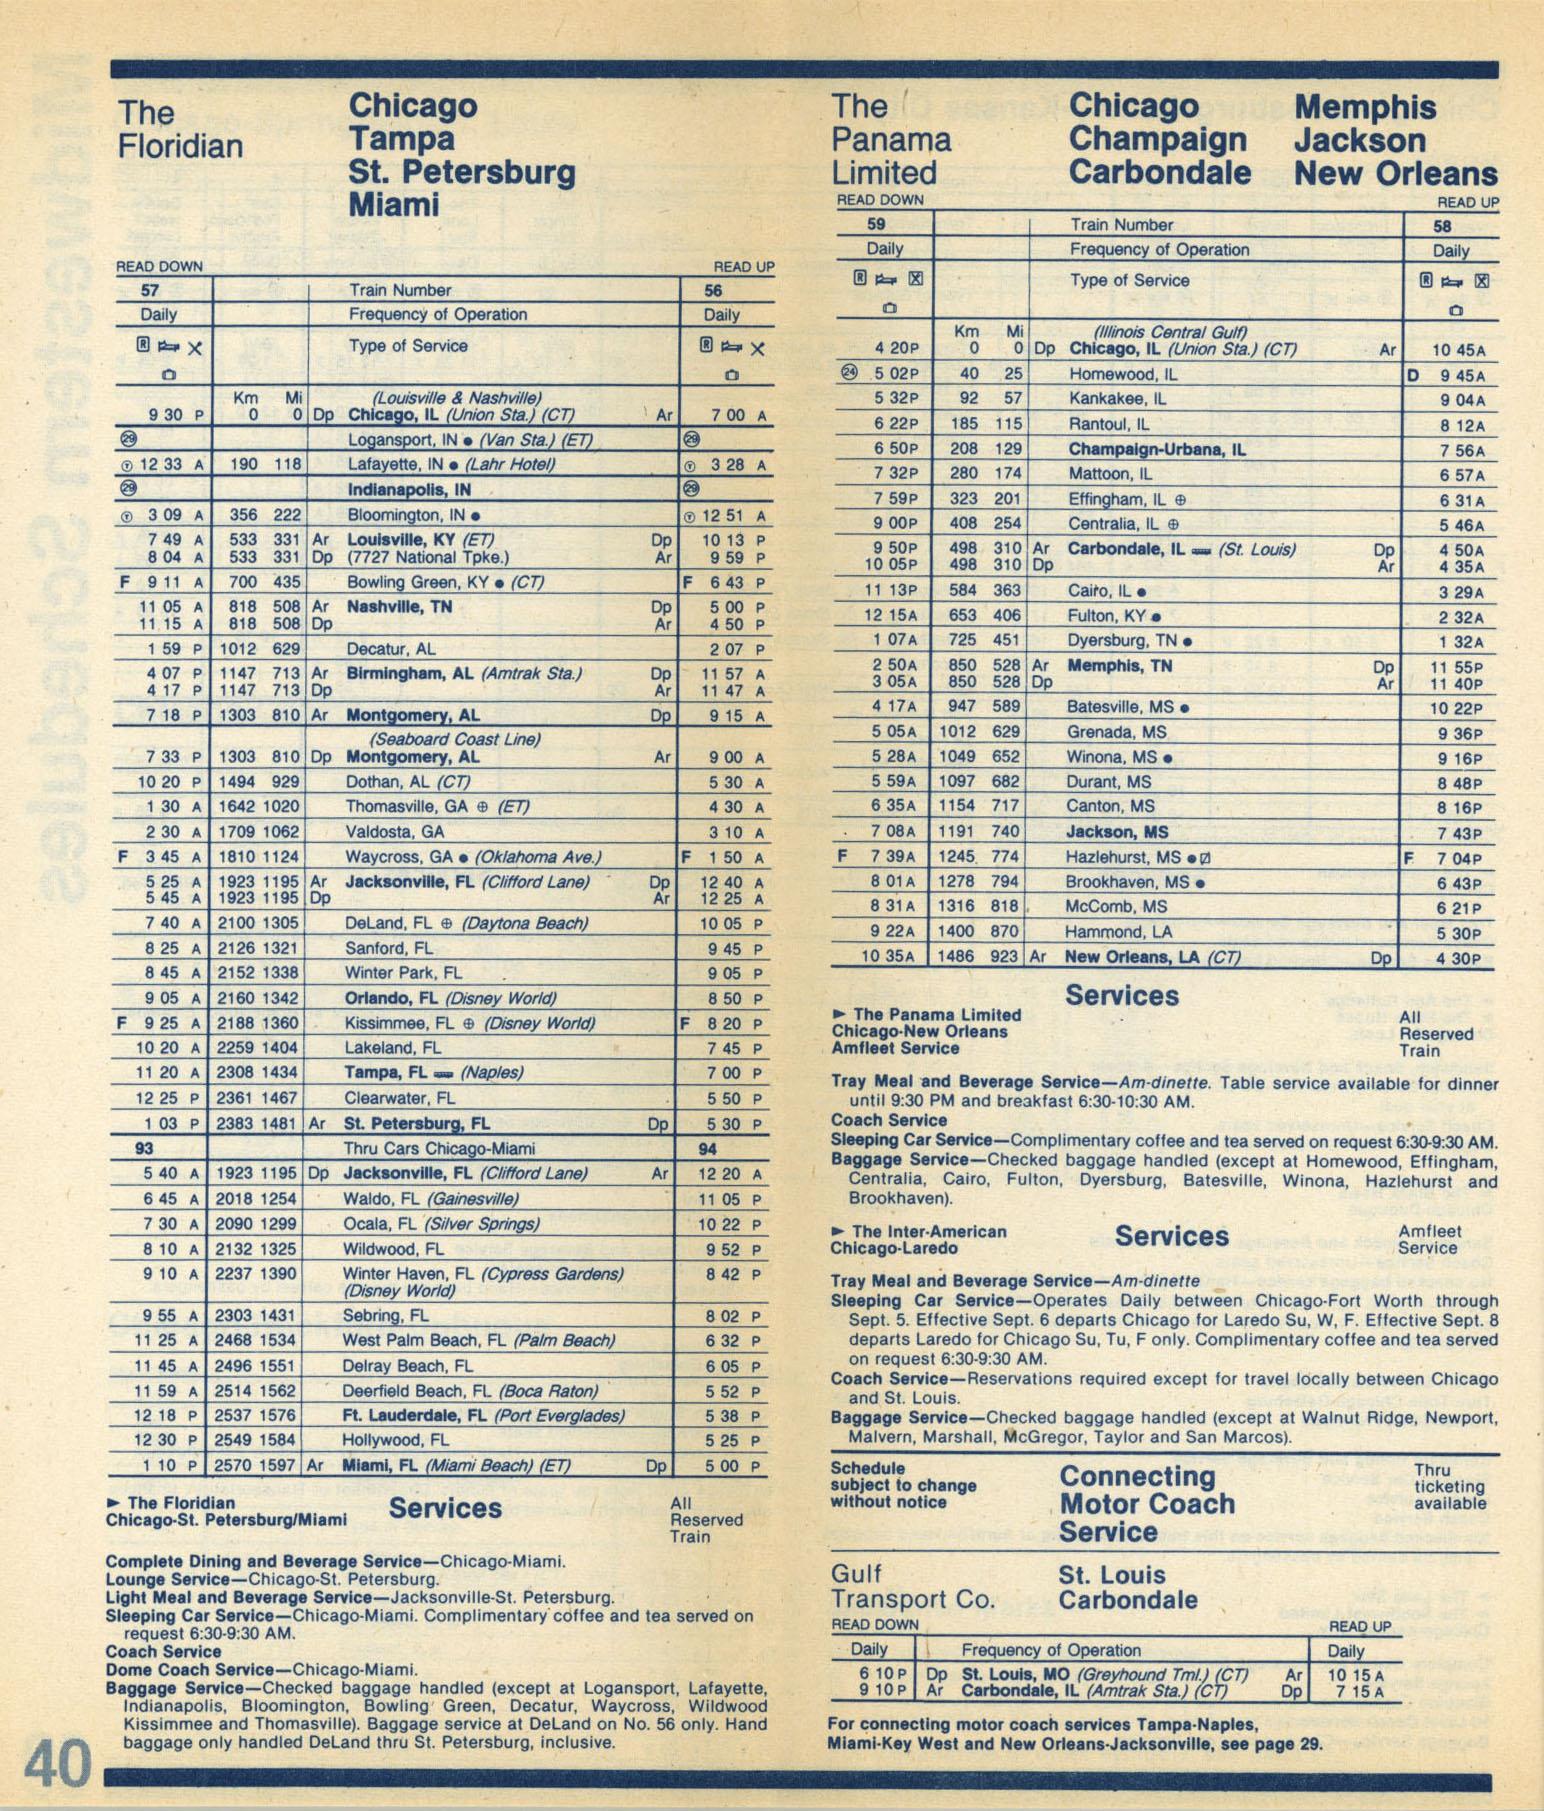 The
Floridian
Chicago
Tampa
St. Petersburg
Miami
READ DOWN READ UP
57 Train Number 56
Daily Frequency of Operation Daily
R Type of Service R
Km Mi (Louisville & Nashville)
9 30 P 0 0 Dp Chicago, IL (Union Sta.) (CT) Ar 7 00 A
29 Logansport, IN ● (Van Sta.) (ET) 29
T 12 33 A 190 118 Lafayette, IN ● (Lahr Hotel) T 3 28 A
29 Indianapolis, IN 29
T 3 09 A 356 222 Bloomington, IN ● T 12 51 A
7 49 A 533 331 Ar Louisville, KY (ET) Dp 10 13 P
8 04 A 533 331 Dp (7727 National Tpke.) Ar 9 59 P
F 9 11 A 700 435 Bowling Green, KY ● (CT) F 6 43 P
11 05 A 818 508 Ar Nashville, TN Dp 5 00 P
11 15 A 818 508 Dp Ar 4 50 P
1 59 P 1012 629 Decatur, AL 2 07 P
4 07 P 1147 713 Ar Birmingham, AL (Amtrak Sta.) Dp 11 57 A
4 17 P 1147 713 Dp Ar 11 47 A
7 18 P 1303 810 Ar Montgomery, AL Dp 9 15 A
(Seaboard Coast Line)
7 33 P 1303 810 Dp Montgomery, AL Ar 9 00 A
10 20 P 1494 929 Dothan, AL (CT) 5 30 A
1 30 A 1642 1020 Thomasville, GA ⊕ (ET) 4 30 A
2 30 A 1709 1062 Valdosta, GA 3 10 A
F 3 45 A 1810 1124 Waycross, GA ● (Oklahoma Ave.) F 1 50 A
5 25 A 1923 1195 Ar Jacksonville, FL (Clifford Lane) Dp 12 40 A
5 45 A 1923 1195 Dp Ar 12 25 A
7 40 A 2100 1305 DeLand, FL ⊕ (Daytona Beach) 10 05 P
8 25 A 2126 1321 Sanford, FL 9 45 P
8 45 A 2152 1338 Winter Park, FL 9 05 P
9 05 A 2160 1342 Orlando, FL (Disney World) 8 50 P
F 9 25 A 2188 1360 Kissimmee, FL ⊕ (Disney World) F 8 20 P
10 20 A 2259 1404 Lakeland, FL 7 45 P
11 20 A 2308 1434 Tampa, FL (Naples) 7 00 P
12 25 P 2361 1467 Clearwater, FL 5 50 P
1 03 P 2383 1481 Ar St. Petersburg, FL Dp 5 30 P
93 Thru Cars Chicago-Miami 94
5 40 A 1923 1195 Dp Jacksonville, FL (Clifford Lane) Ar 12 20 A
6 45 A 2018 1254 Waldo, FL (Gainesville) 11 05 P
7 30 A 2090 1299 Ocala, FL (Silver Springs) 10 22 P
8 10 A 2132 1325 Wildwood, FL 9 52 P
9 10 A 2237 1390 Winter Haven, FL (Cypress Gardens) 8 42 P
(Disney World)
9 55 A 2303 1431 Sebring, FL 8 02 P
11 25 A 2468 1534 West Palm Beach, FL (Palm Beach) 6 32 P
11 45 A 2496 1551 Delray Beach, FL 6 05 P
11 59 A 2514 1562 Deerfield Beach, FL (Boca Raton) 5 52 P
12 18 P 2537 1576 Ft. Lauderdale, FL (Port Everglades) 5 38 P
12 30 P 2549 1584 Hollywood, FL 5 25 P
1 10 P 2570 1597 Ar Miami, FL (Miami Beach) (ET) Dp 5 00 P
► The Floridian
Chicago-St. Petersburg/Miami
Services
All
Reserved
Train
Complete Dining and Beverage Service—Chicago-Miami.
Lounge Service—Chicago-St. Petersburg.
Light Meal and Beverage Service—Jacksonville-St. Petersburg.
Sleeping Car Service—Chicago-Miami. Complimentary coffee and tea served on
request 6:30-9:30 AM.
Coach Service
Dome Coach Service—Chicago-Miami.
Baggage Service—Checked baggage handled (except at Logansport, Lafayette,
Indianapolis, Bloomington, Bowling Green, Decatur, Waycross, Wildwood
Kissimmee and Thomasville). Baggage service at DeLand on No. 56 only. Hand
baggage only handled DeLand thru St. Petersburg, inclusive.
40
The
Panama
Limited
Chicago
Champaign
Carbondale
Memphis
Jackson
New Orleans
READ DOWN READ UP
59 Train Number 58
Daily Frequency of Operation Daily
R Type of Service R
Km Mi (Illinois Central Gulf)
4 20P 0 0 Dp Chicago, IL (Union Sta.) (CT) Ar 10 45A
24 5 02P 40 25 Homewood, IL D 9 45A
5 32P 92 57 Kankakee, IL 9 04A
6 22P 185 115 Rantoul, IL 8 12A
6 50P 208 129 Champaign-Urbana, IL 7 56A
7 32P 280 174 Mattoon, IL 6 57A
7 59P 323 201 Effingham, IL ⊕ 6 31A
9 00P 408 254 Centralia, IL ⊕ 5 46A
9 50P 498 310 Ar Carbondale, IL (St. Louis) Dp 4 50A
10 05P 498 310 Dp Ar 4 35A
11 13P 584 363 Cairo, IL ● 3 29A
12 15A 653 406 Fulton, KY ● 2 32A
1 07A 725 451 Dyersburg, TN ● 1 32A
2 50A 850 528 Ar Memphis, TN Dp 11 55P
3 05A 850 528 Dp Ar 11 40P
4 17A 947 589 Batesville, MS ● 10 22P
5 05A 1012 629 Grenada, MS 9 36P
5 28A 1049 652 Winona, MS ● 9 16P
5 59A 1097 682 Durant, MS 8 48P
6 35A 1154 717 Canton, MS 8 16P
7 08A 1191 740 Jackson, MS 7 43P
F 7 39A 1245 774 Hazlehurst, MS ● F 7 04P
8 01A 1278 794 Brookhaven, MS ● 6 43P
8 31A 1316 818 McComb, MS 6 21P
9 22A 1400 870 Hammond, LA 5 30P
10 35A 1486 923 Ar New Orleans, LA (CT) Dp 4 30P
Services
► The Panama Limited
Chicago-New Orleans
Amfleet Service
All
Reserved
Train
Tray Meal and Beverage Service—Am-dinette. Table service available for dinner
until 9:30 PM and breakfast 6:30-10:30 AM.
Coach Service
Sleeping Car Service—Complimentary coffee and tea served on request 6:30-9:30 AM.
Baggage Service—Checked baggage handled (except at Homewood, Effingham,
Centralia, Cairo, Fulton, Dyersburg, Batesville, Winona, Hazlehurst and
Brookhaven).
► The Inter-American
Chicago-Laredo
Services
Amfleet
Service
Tray Meal and Beverage Service—Am-dinette
Sleeping Car Service—Operates Daily between Chicago-Fort Worth through
Sept. 5. Effective Sept. 6 departs Chicago for Laredo Su, W, F. Effective Sept. 8
departs Laredo for Chicago Su, Tu, F only. Complimentary coffee and tea served
on request 6:30-9:30 AM.
Coach Service—Reservations required except for travel locally between Chicago
and St. Louis.
Baggage Service—Checked baggage handled (except at Walnut Ridge, Newport,
Malvern, Marshall, McGregor, Taylor and San Marcos).
Schedule
subject to change
without notice
Connecting
Motor Coach
Service
Thru
ticketing
available
Gulf
Transport Co.
St. Louis
Carbondale
READ DOWN READ UP
Daily Frequency of Operation Daily
6 10 P Dp St. Louis, MO (Greyhound Tml.) (CT) Ar 10 15 A
9 10 P Ar Carbondale, IL (Amtrak Sta.) (CT) Dp 7 15 A
For connecting motor coach services Tampa-Naples,
Miami-Key West and New Orleans-Jacksonville, see page 29.